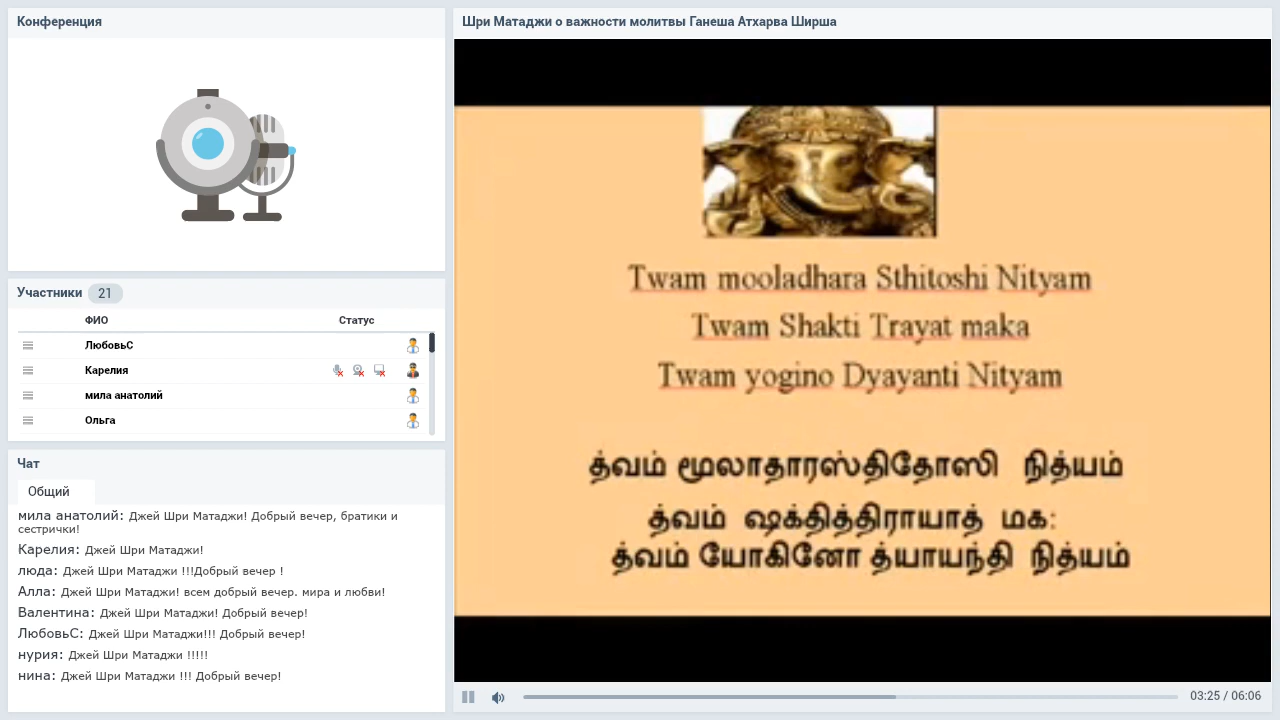 Конференция
Участники 21
ФИО Статус
ЛюбовьС
Карелия
мила анатолий
Ольга
Чат
Общий
мила анатолий: Джей Шри Матаджи! Добрый вечер, братики и
сестрички!
Карелия: Джей Шри Матаджи!
люда: Джей Шри Матаджи !!!Добрый вечер !
Алла: Джей Шри Матаджи! всем добрый вечер. мира и любви!
Валентина: Джей Шри Матаджи! Добрый вечер!
ЛюбовьС: Джей Шри Матаджи!!! Добрый вечер!
нурия: Джей Шри Матаджи !!!!!
нина: Джей Шри Матаджи !!! Добрый вечер!
Шри Матаджи о важности молитвы Ганеша Атхарва Ширша
Twam mooladhara Sthitoshi Nityam
Twam Shakti Trayat maka
Twam yogino Dyayanti Nityam
த்வம் மூலாதாரஸ்திதோஸி நித்யம்
த்வம் ஷக்தித்திராயாத் மக:
த்வம் யோகினோ த்யாயந்தி நித்யம்
03:25 / 06:06